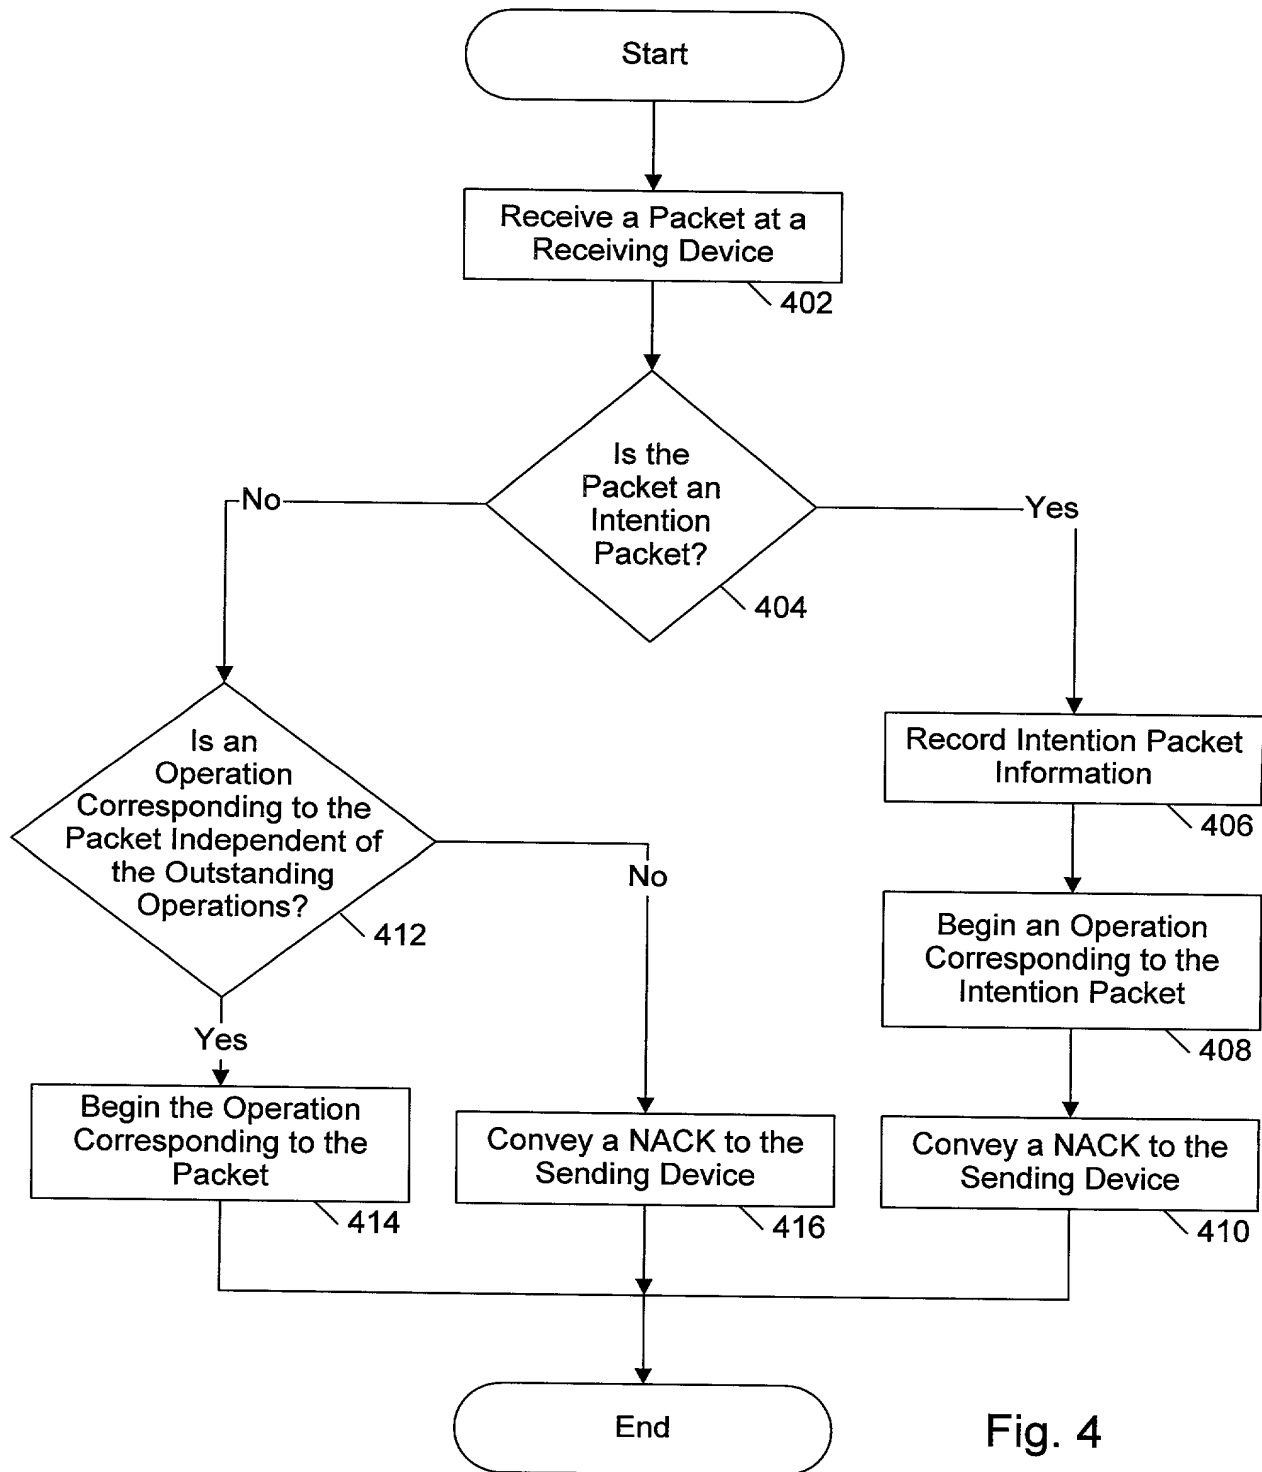 Start
Receive a Packet at a
Receiving Device
402
Is the
Packet an
Intention
Packet?
404
No
Yes
Is an
Operation
Corresponding to the
Packet Independent of
the Outstanding
Operations?
412
No
Yes
Record Intention Packet
Information
406
Begin an Operation
Corresponding to the
Intention Packet
408
Begin the Operation
Corresponding to the
Packet
414
Convey a NACK to the
Sending Device
416
Convey a NACK to the
Sending Device
410
End
Fig. 4